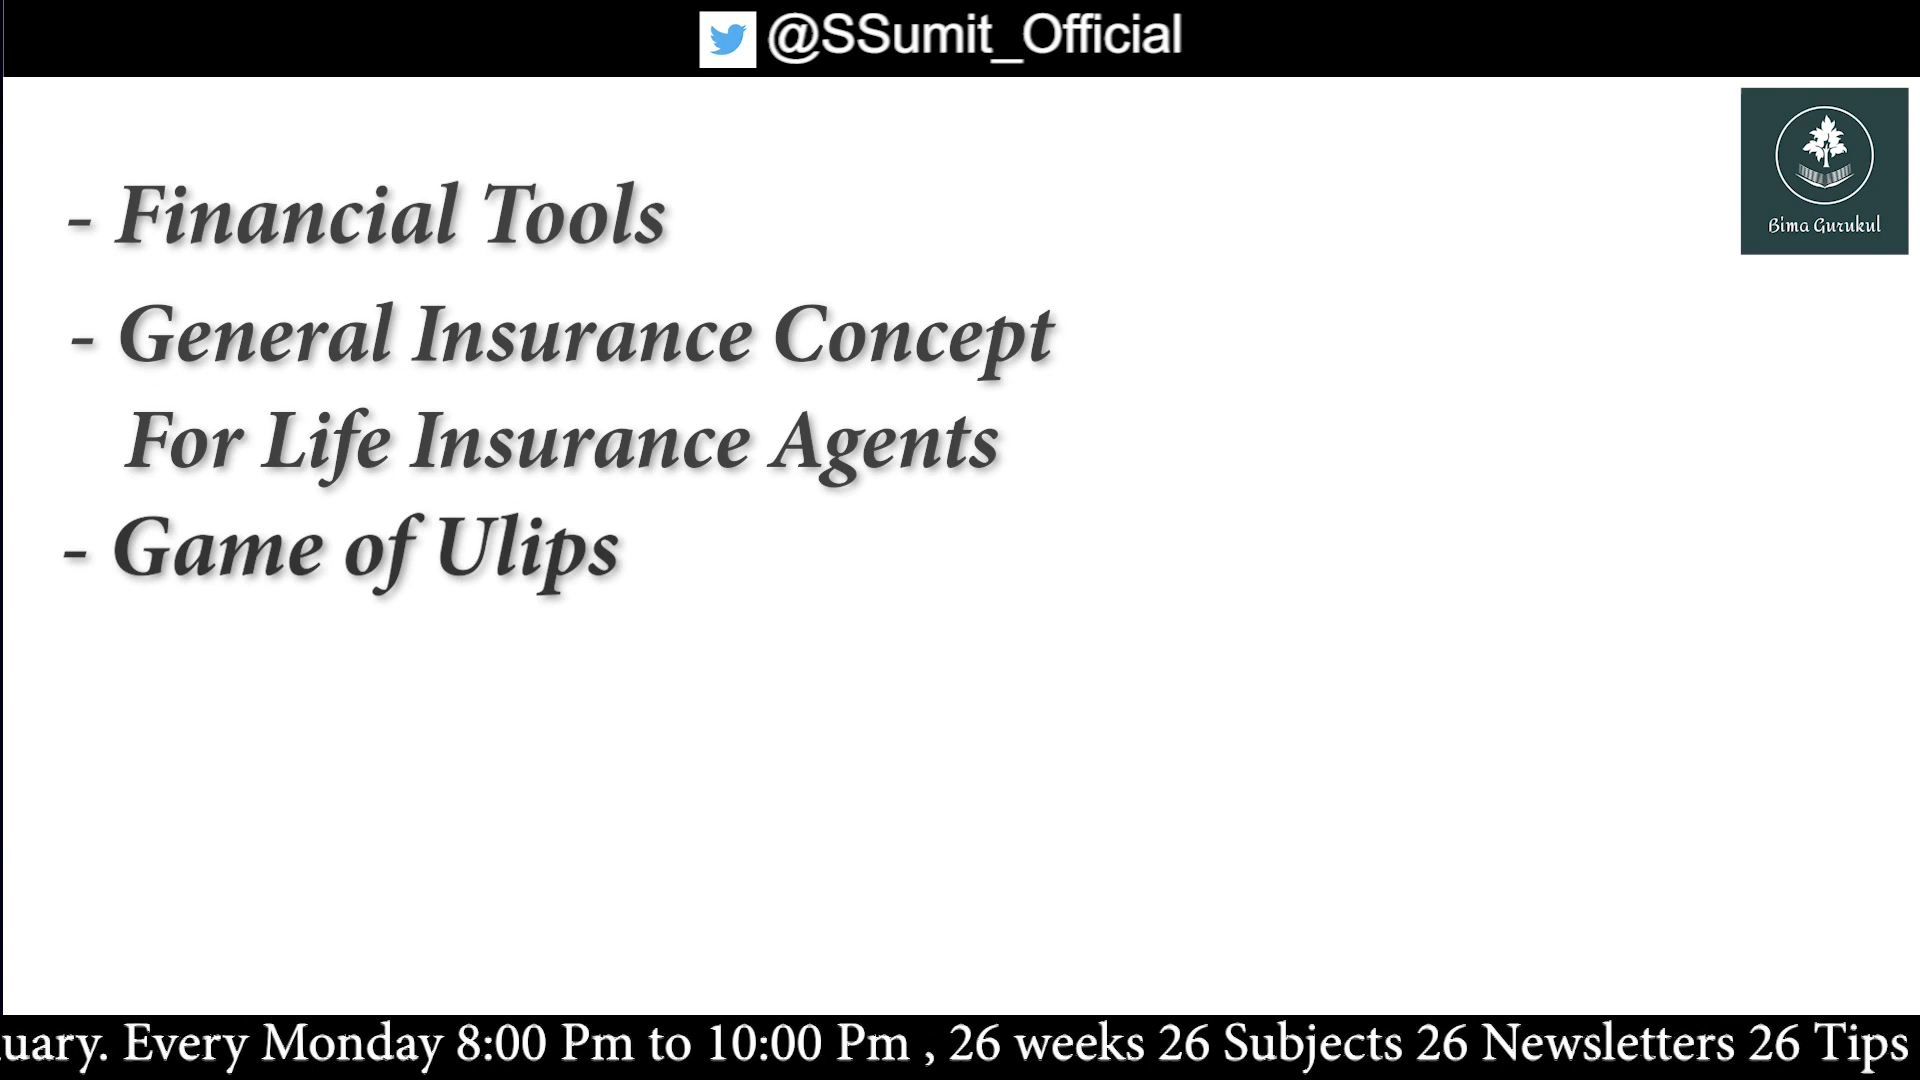 @SSumit_Official
Bima Gurukul
- Financial Tools
- General Insurance Concept
For Life Insurance Agents
- Game of Ulips
uary. Every Monday 8:00 Pm to 10:00 Pm , 26 weeks 26 Subjects 26 Newsletters 26 Tips